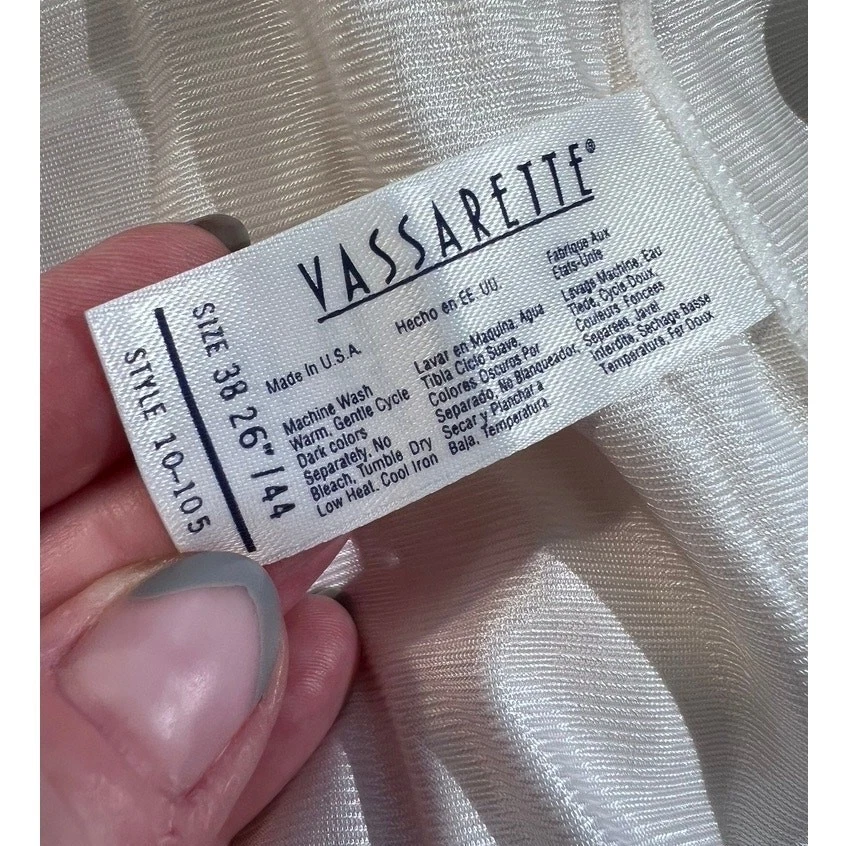 VASSARETTE®
Made in U.S.A.
Hecho en EE. UU.
Fabrique Aux
Etats-Unie
Machine Wash
Warm, Gentle Cycle
Dark colors
Separately. No
Bleach, Tumble Dry
Low Heat. Cool Iron
Lavar en Maquina, Agua
Tibla Ciclo Suave,
Colores Oscuros Por
Separado, No Blanqueador,
Secar y Planchar a
Baja, Temperatura
Lavags Machine, Eau
Tiede, Cycle Doux,
Couleurs, Foncees
Separees, Javel
Interdite, Sechage Basse
Temperature, Fer Doux
SIZE 38 26"/44
STYLE 10-105